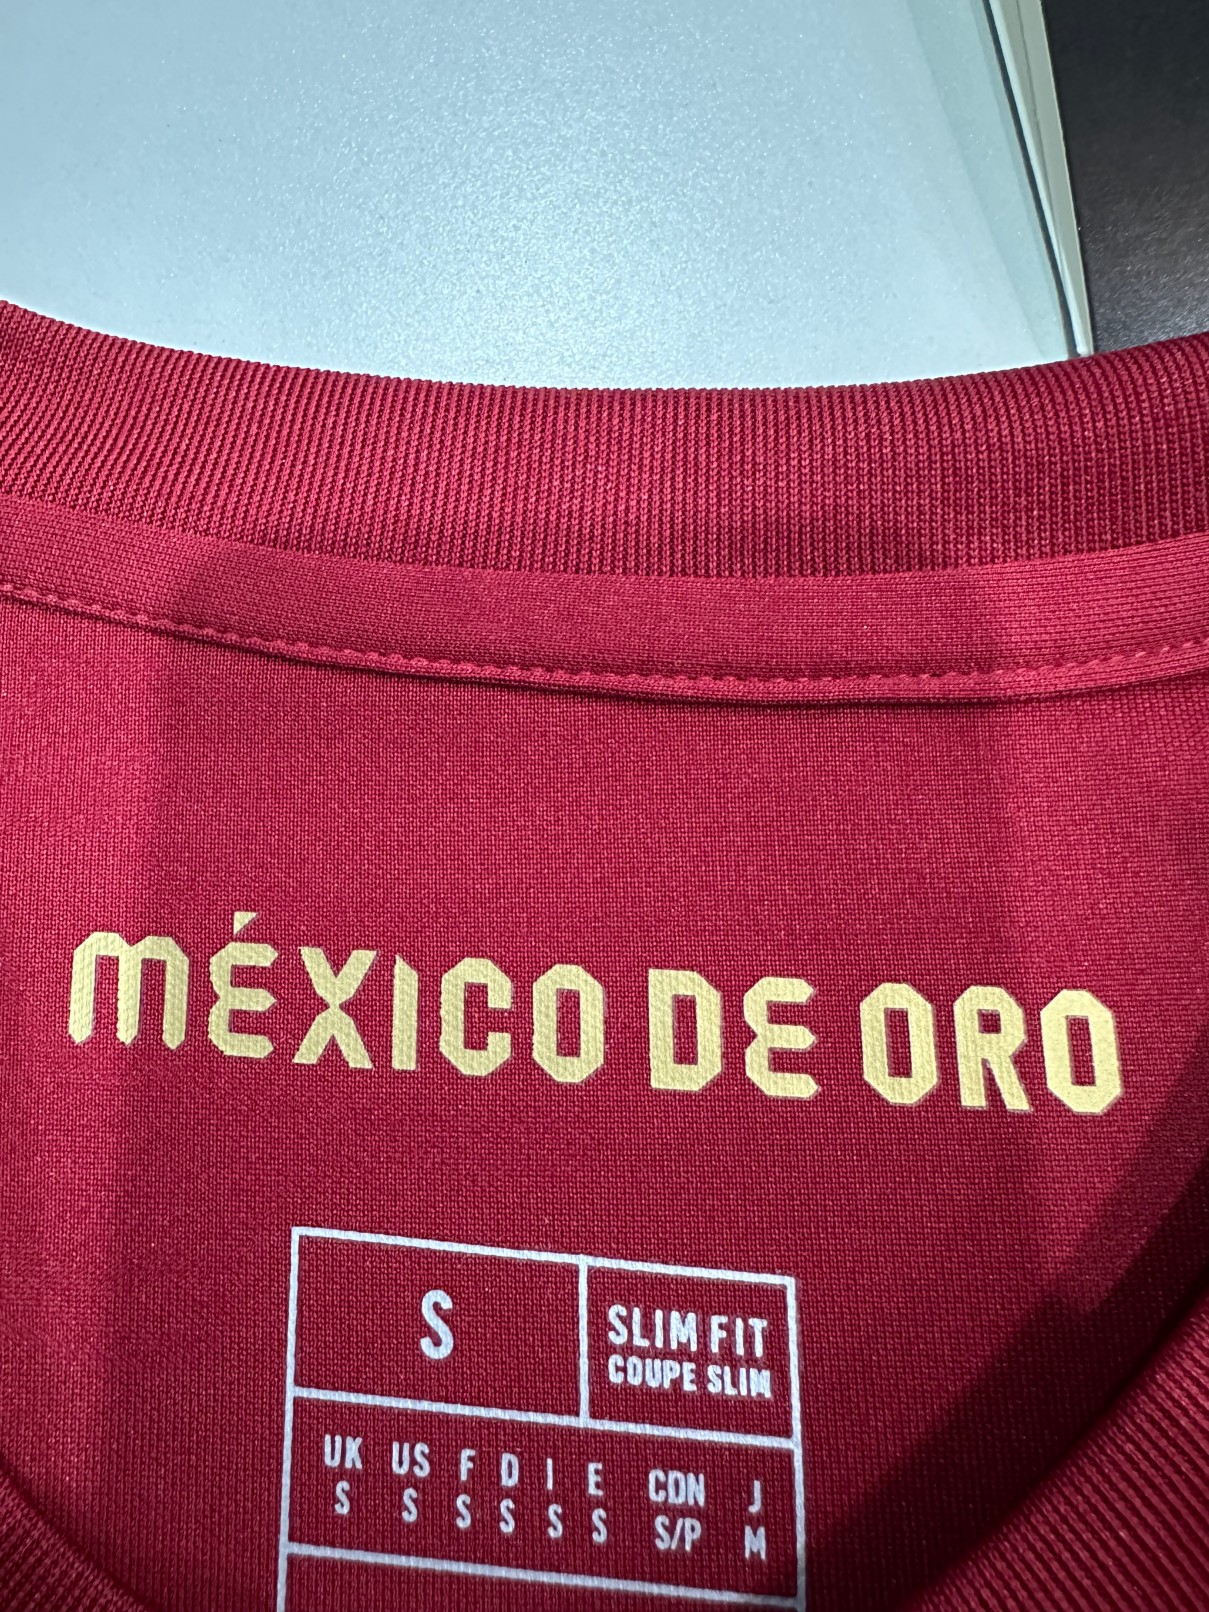 MÉXICO DE ORO
S
SLIM FIT
COUPE SLIM
UK US F D I E CDN J
S S S S S S S/P M